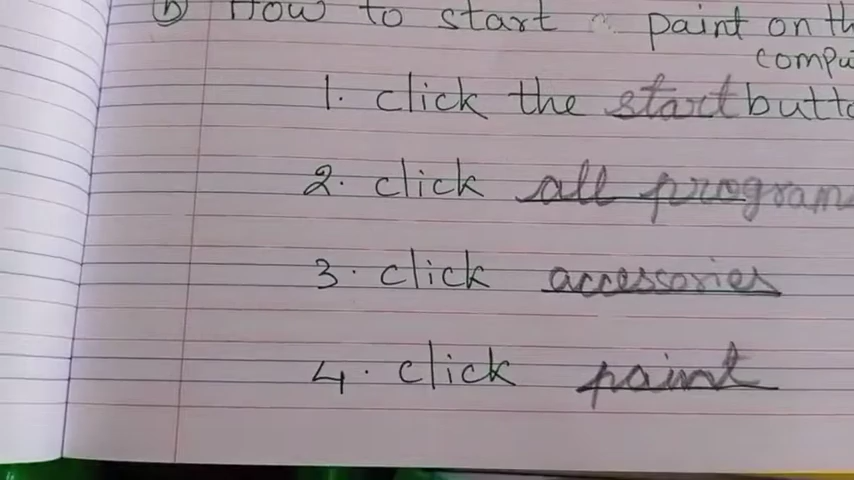 b) How to start paint on th
compu
1. click the start butto
2. click all program
3. click accessories
4. click paint